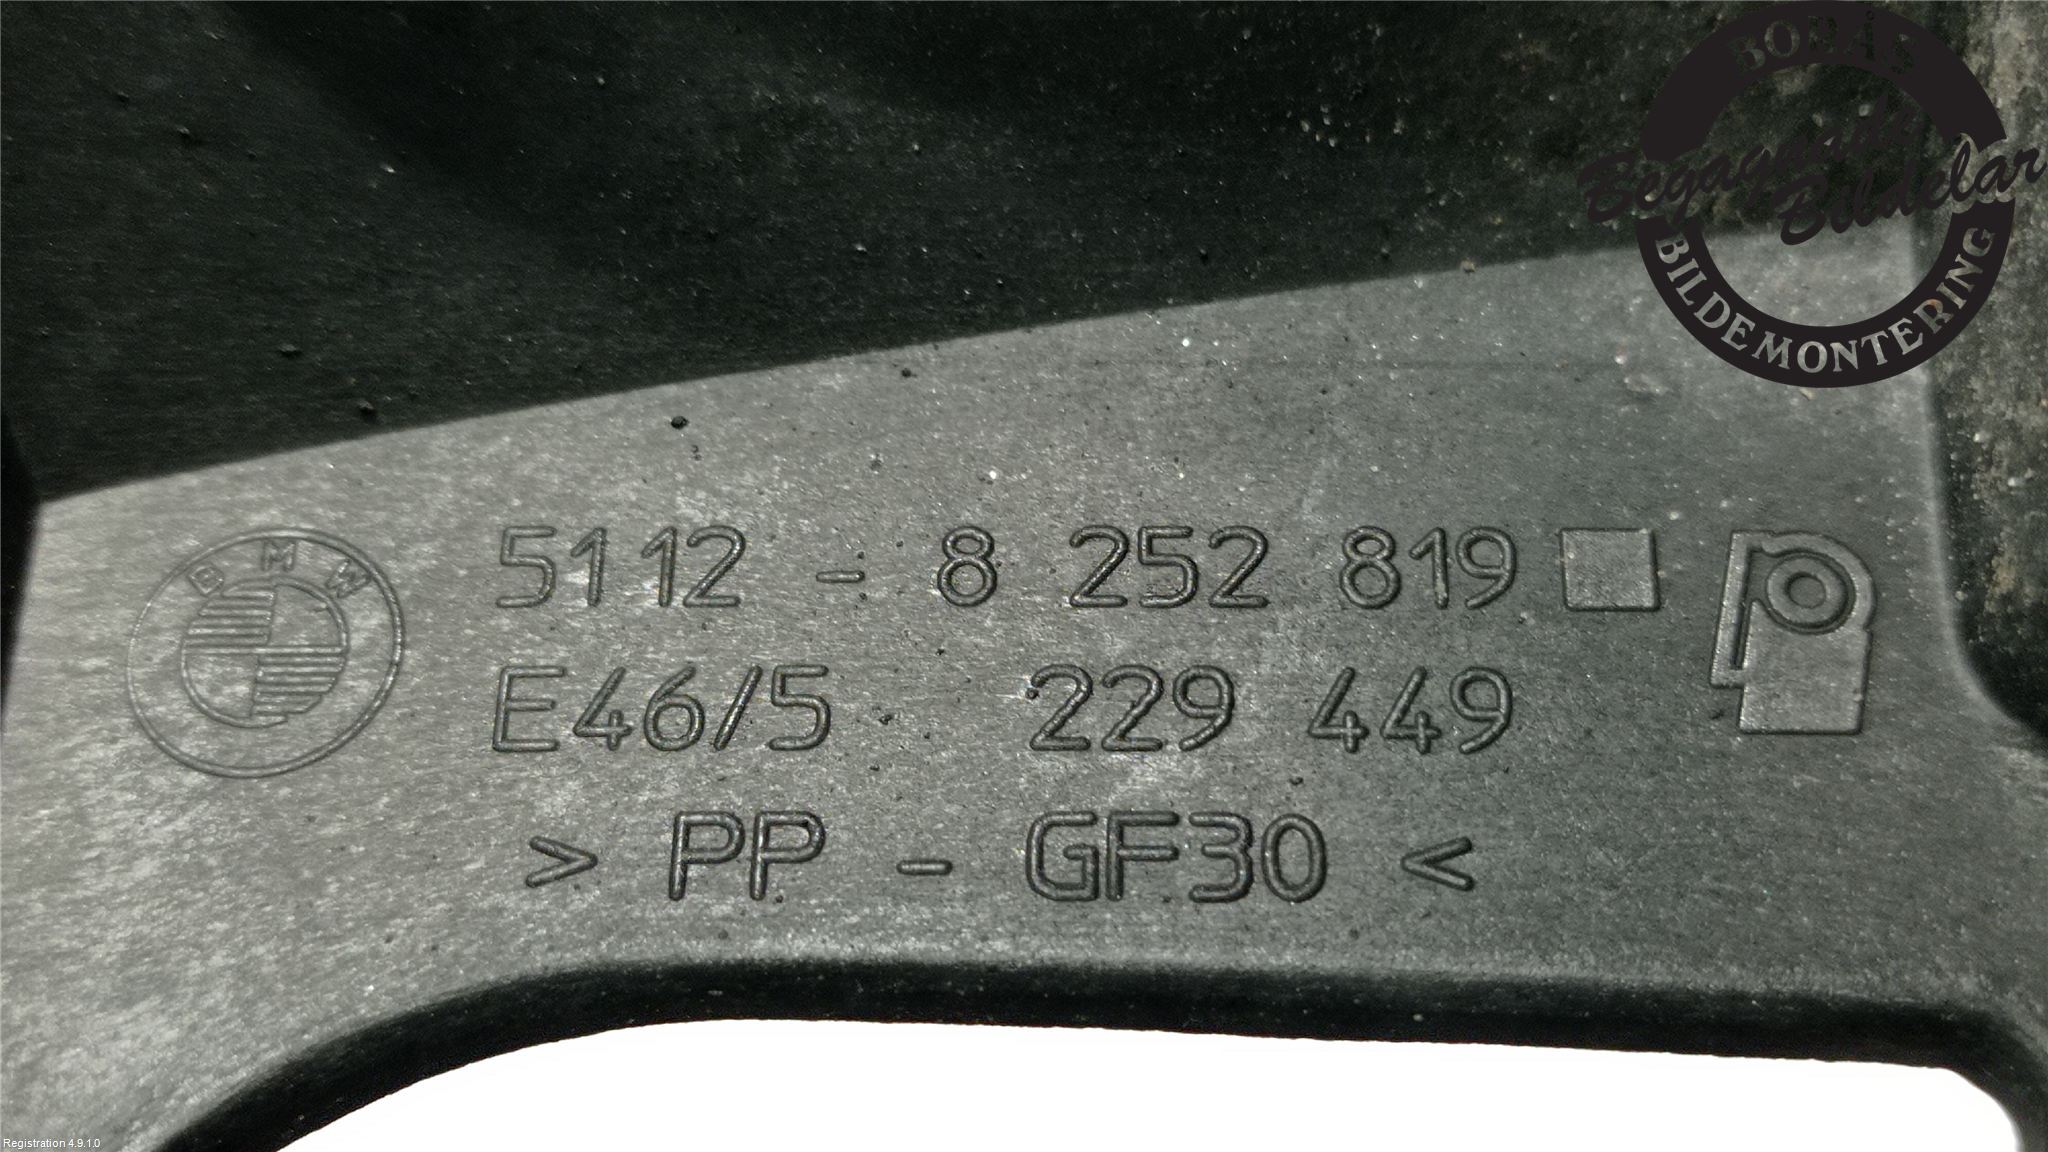 BORÅS
Begagnade
Bildelar
BILDEMONTERING
BMW
5112 - 8 252 819
E46/5 229 449
> PP - GF30 <
Registration 4.9.1.0